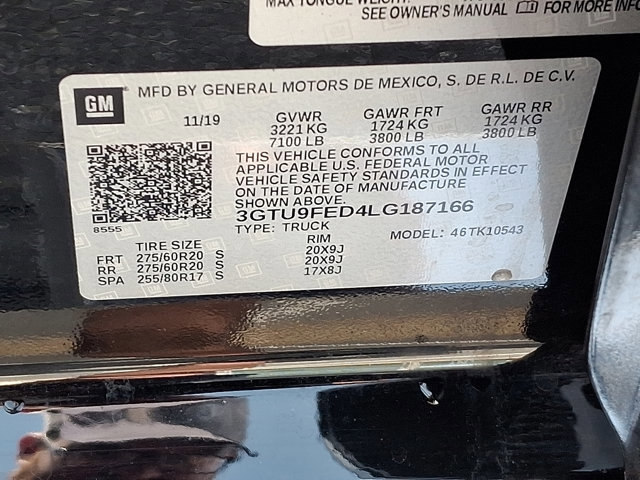 MAX TONGUE WEIGHT:
SEE OWNER'S MANUAL FOR MORE INFO
GM
MFD BY GENERAL MOTORS DE MEXICO, S. DE R.L. DE C.V.
11/19 GVWR GAWR FRT GAWR RR
3221 KG 1724 KG 1724 KG
7100 LB 3800 LB 3800 LB
THIS VEHICLE CONFORMS TO ALL
APPLICABLE U.S. FEDERAL MOTOR
VEHICLE SAFETY STANDARDS IN EFFECT
ON THE DATE OF MANUFACTURE
SHOWN ABOVE.
8555
3GTU9FED4LG187166
TYPE: TRUCK MODEL: 46TK10543
TIRE SIZE RIM
FRT 275/60R20 S 20X9J
RR 275/60R20 S 20X9J
SPA 255/80R17 S 17X8J